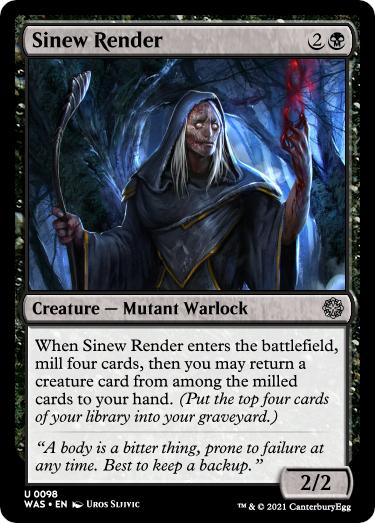 Sinew Render 2
Creature — Mutant Warlock
When Sinew Render enters the battlefield,
mill four cards, then you may return a
creature card from among the milled
cards to your hand. (Put the top four cards
of your library into your graveyard.)
“A body is a bitter thing, prone to failure at
any time. Best to keep a backup.”
2/2
U 0098
WAS • EN Uros Sljivic
™ & © 2021 CanterburyEgg